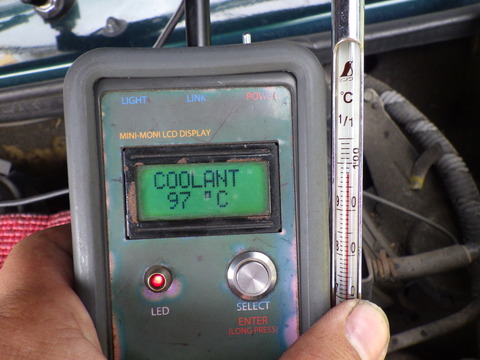 LIGHT LINK POWER
MINI-MONI LCD DISPLAY
COOLANT
97 °C
LED
SELECT
ENTER
(LONG PRESS)
°C
1/1
100